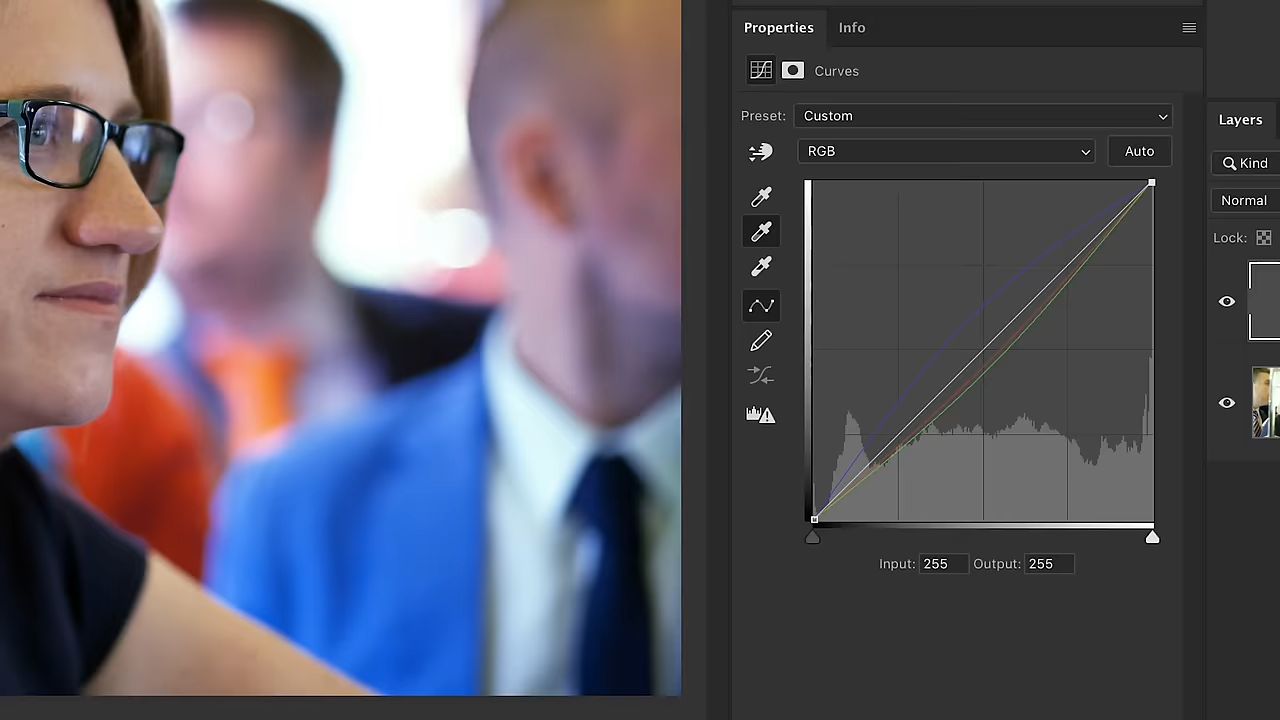 Properties Info
Curves
Layers
Preset: Custom
RGB Auto
Kind
Normal
Lock:
Input: 255 Output: 255